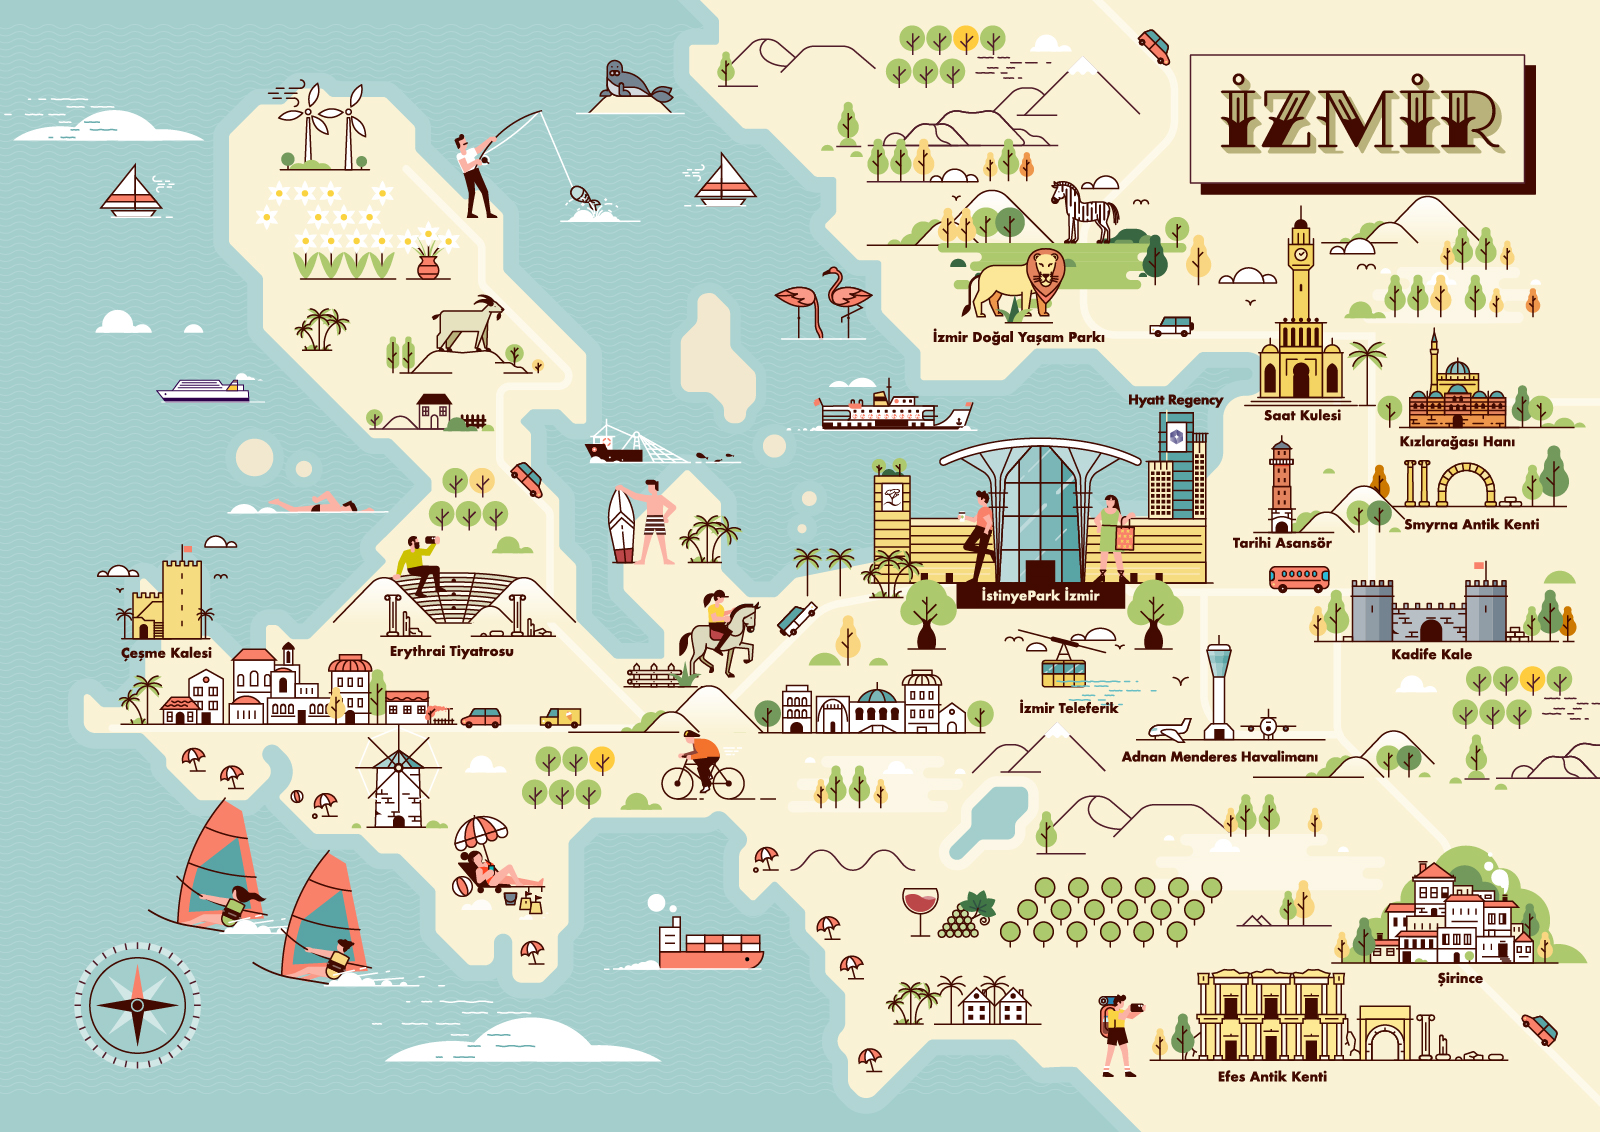 İZMİR
İzmir Doğal Yaşam Parkı
Hyatt Regency
Saat Kulesi
Kızlarağası Hanı
Smyrna Antik Kenti
Tarihi Asansör
İstinyePark İzmir
Çeşme Kalesi
Erythrai Tiyatrosu
Kadife Kale
İzmir Teleferik
Adnan Menderes Havalimanı
Şirince
Efes Antik Kenti